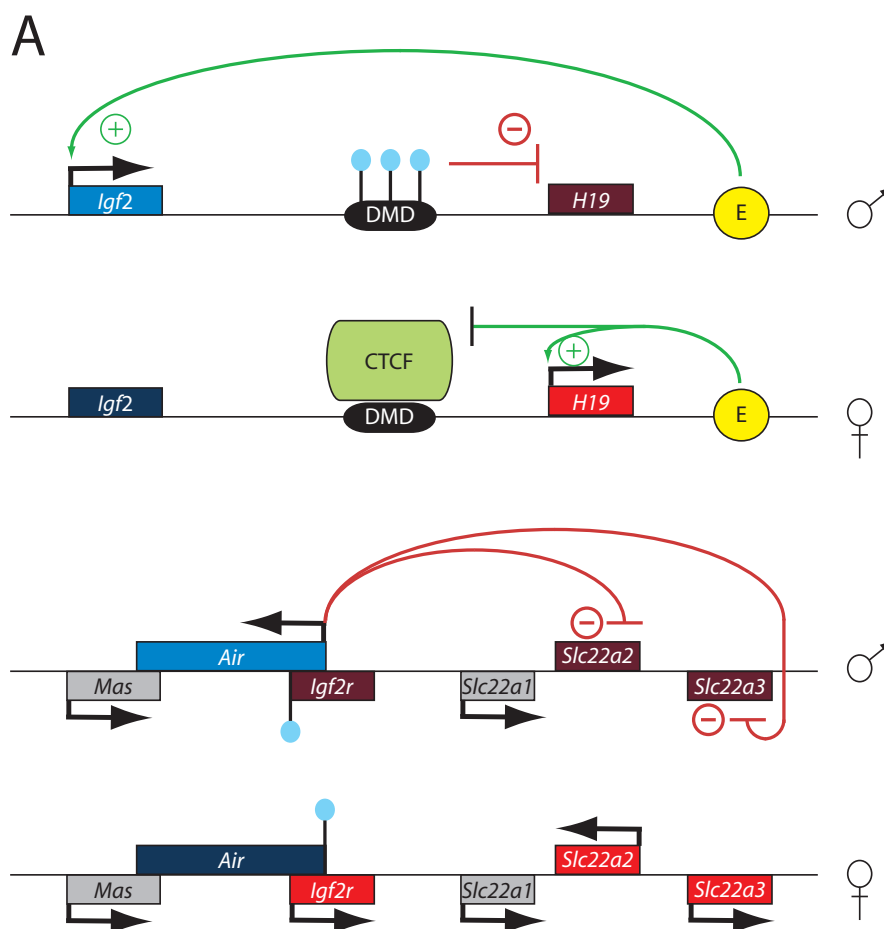 A
+
−
Igf2
DMD
H19
E
CTCF
+
Igf2
DMD
H19
E
−
Air
Slc22a2
Mas
Igf2r
Slc22a1
Slc22a3
−
Air
Slc22a2
Mas
Igf2r
Slc22a1
Slc22a3